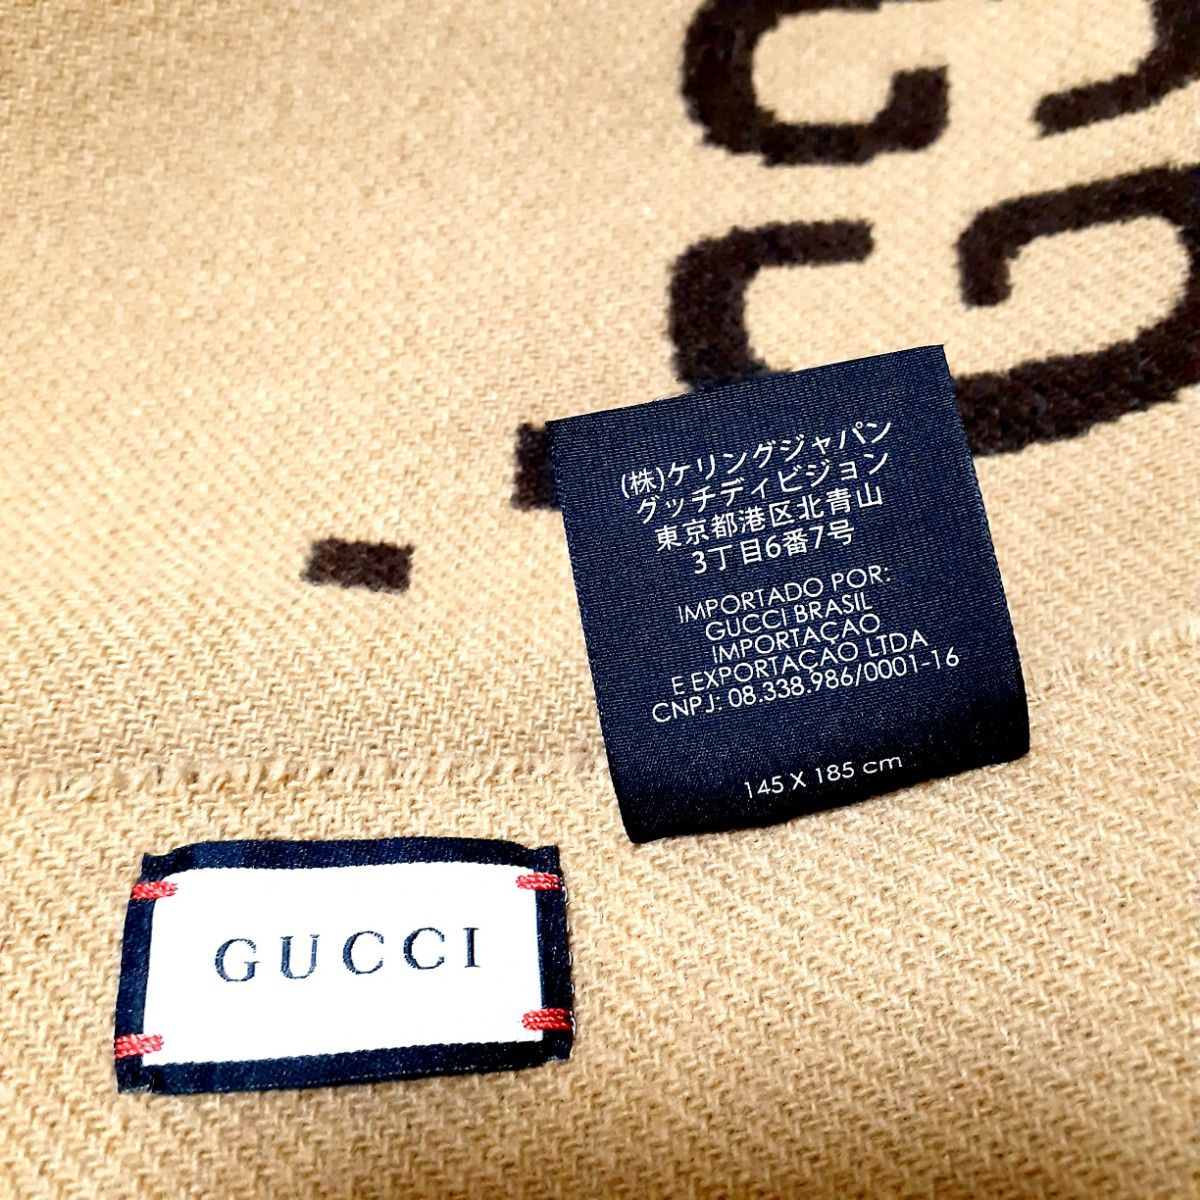 (株)ケリングジャパン
グッチディビジョン
東京都港区北青山
3丁目6番7号
IMPORTADO POR:
GUCCI BRASIL
IMPORTAÇAO
E EXPORTAÇAO LTDA
CNPJ: 08.338.986/0001-16
145 X 185 cm
GUCCI